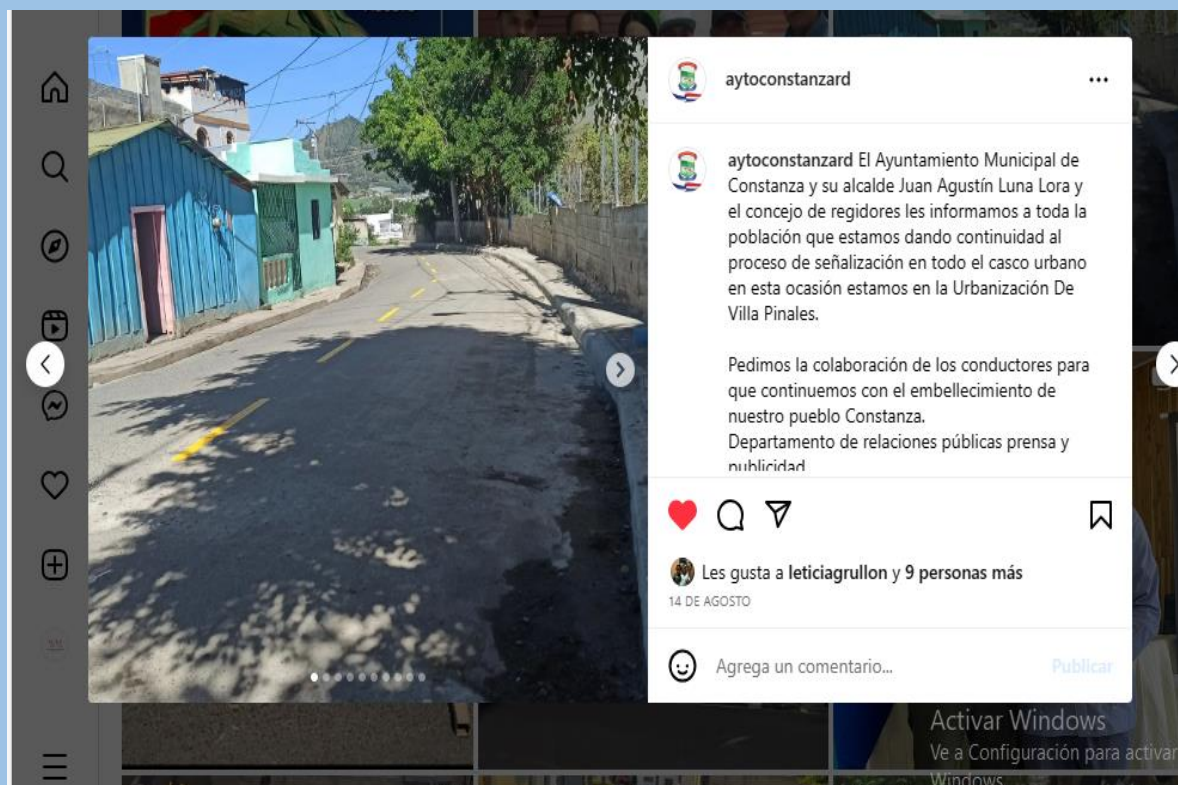 aytoconstanzard
aytoconstanzard El Ayuntamiento Municipal de
Constanza y su alcalde Juan Agustín Luna Lora y
el concejo de regidores les informamos a toda la
población que estamos dando continuidad al
proceso de señalización en todo el casco urbano
en esta ocasión estamos en la Urbanización De
Villa Pinales.
Pedimos la colaboración de los conductores para
que continuemos con el embellecimiento de
nuestro pueblo Constanza.
Departamento de relaciones públicas prensa y
publicidad
Les gusta a leticiagrullon y 9 personas más
14 DE AGOSTO
Agrega un comentario... Publicar
Activar Windows
Ve a Configuración para activar
Windows.